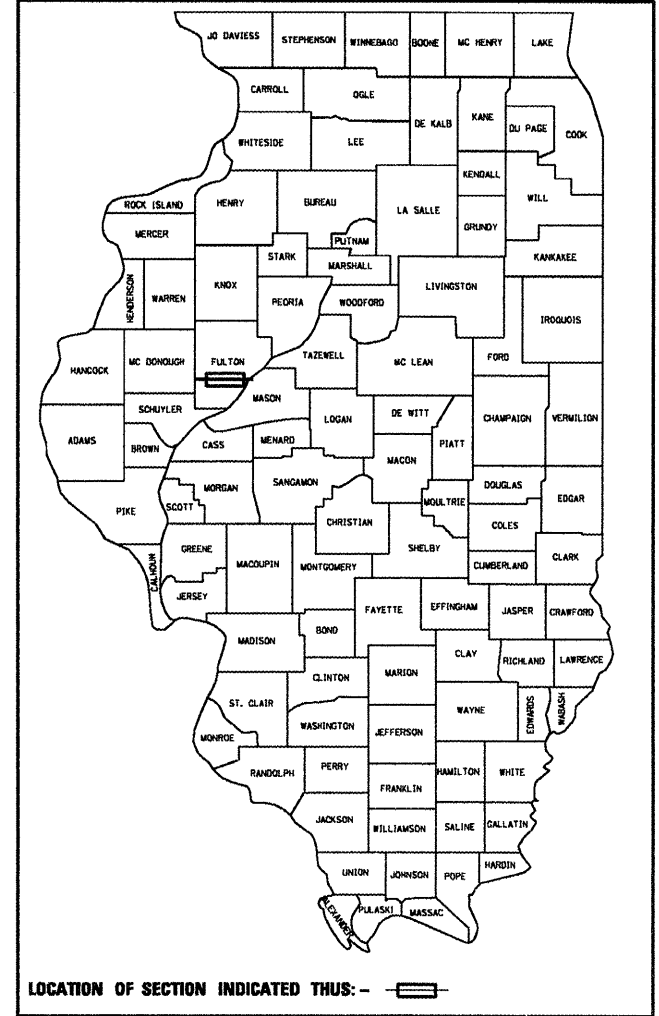 JO DAVIESS STEPHENSON WINNEBAGO BOONE MC HENRY LAKE
CARROLL OGLE DE KALB KANE DU PAGE COOK
WHITESIDE LEE KENDALL WILL
ROCK ISLAND HENRY BUREAU LA SALLE GRUNDY
MERCER STARK PUTNAM MARSHALL KANKAKEE
HENDERSON WARREN KNOX PEORIA WOODFORD LIVINGSTON IROQUOIS
HANCOCK MC DONOUGH FULTON TAZEWELL MC LEAN FORD
SCHUYLER MASON LOGAN DE WITT CHAMPAIGN VERMILION
ADAMS BROWN CASS MENARD MACON PIATT
PIKE SCOTT MORGAN SANGAMON CHRISTIAN MOULTRIE DOUGLAS EDGAR
COLES
CALHOUN GREENE MACOUPIN MONTGOMERY SHELBY CUMBERLAND CLARK
JERSEY FAYETTE EFFINGHAM JASPER CRAWFORD
MADISON BOND CLAY RICHLAND LAWRENCE
CLINTON MARION
ST. CLAIR WASHINGTON JEFFERSON WAYNE EDWARDS WABASH
MONROE
RANDOLPH PERRY FRANKLIN HAMILTON WHITE
JACKSON WILLIAMSON SALINE GALLATIN
UNION JOHNSON POPE HARDIN
ALEXANDER PULASKI MASSAC
LOCATION OF SECTION INDICATED THUS: -